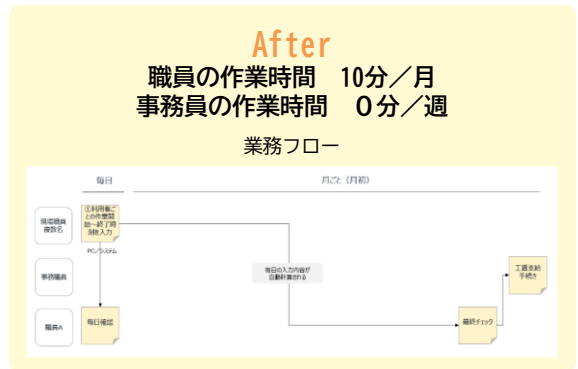 After
職員の作業時間　10分／月
事務員の作業時間　０分／週
業務フロー
毎日
月ごと（月初）
現場職員
複数名
①利用者ご
との作業開
始～終了時
刻を入力
PC／システム
事務職員
毎日の入力内容が
自動計算される
工賃支給
手続き
職員A
毎日確認
最終チェック